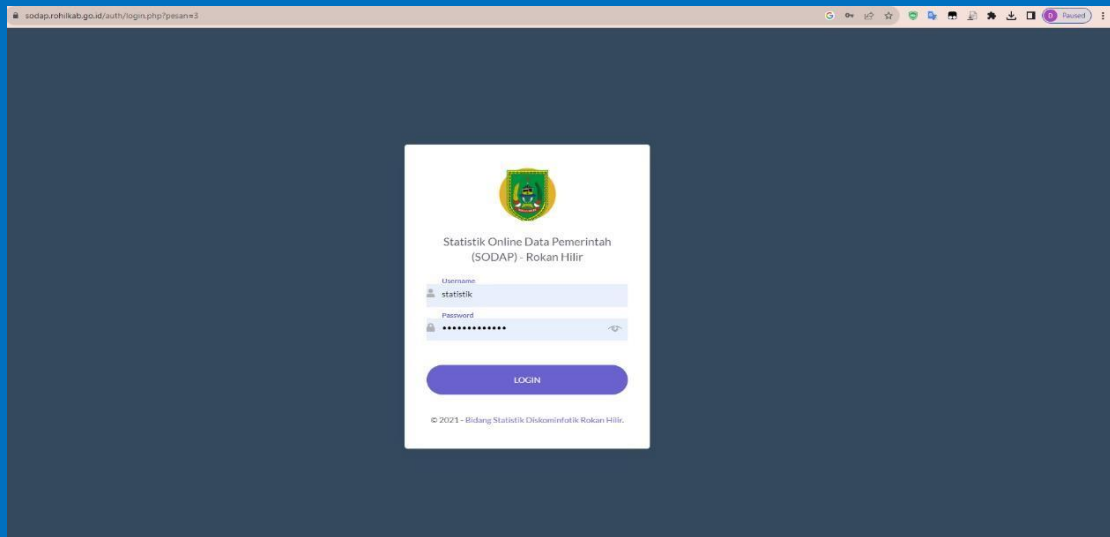 sodap.rohilkab.go.id/auth/login.php?pesan=3
Paused
Statistik Online Data Pemerintah
(SODAP) - Rokan Hilir
Username
statistik
Password
•••••••••••••
LOGIN
© 2021 - Bidang Statistik Diskominfotik Rokan Hilir.